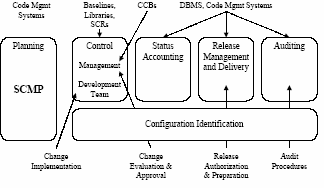 Code Mgmt
Systems
Baselines,
Libraries,
SCRs
CCBs
DBMS, Code Mgmt Systems
Planning
SCMP
Control
Management
Development
Team
Status
Accounting
Release
Management
and Delivery
Auditing
Configuration Identification
Change
Implementation
Change
Evaluation &
Approval
Release
Authorization
& Preparation
Audit
Procedures